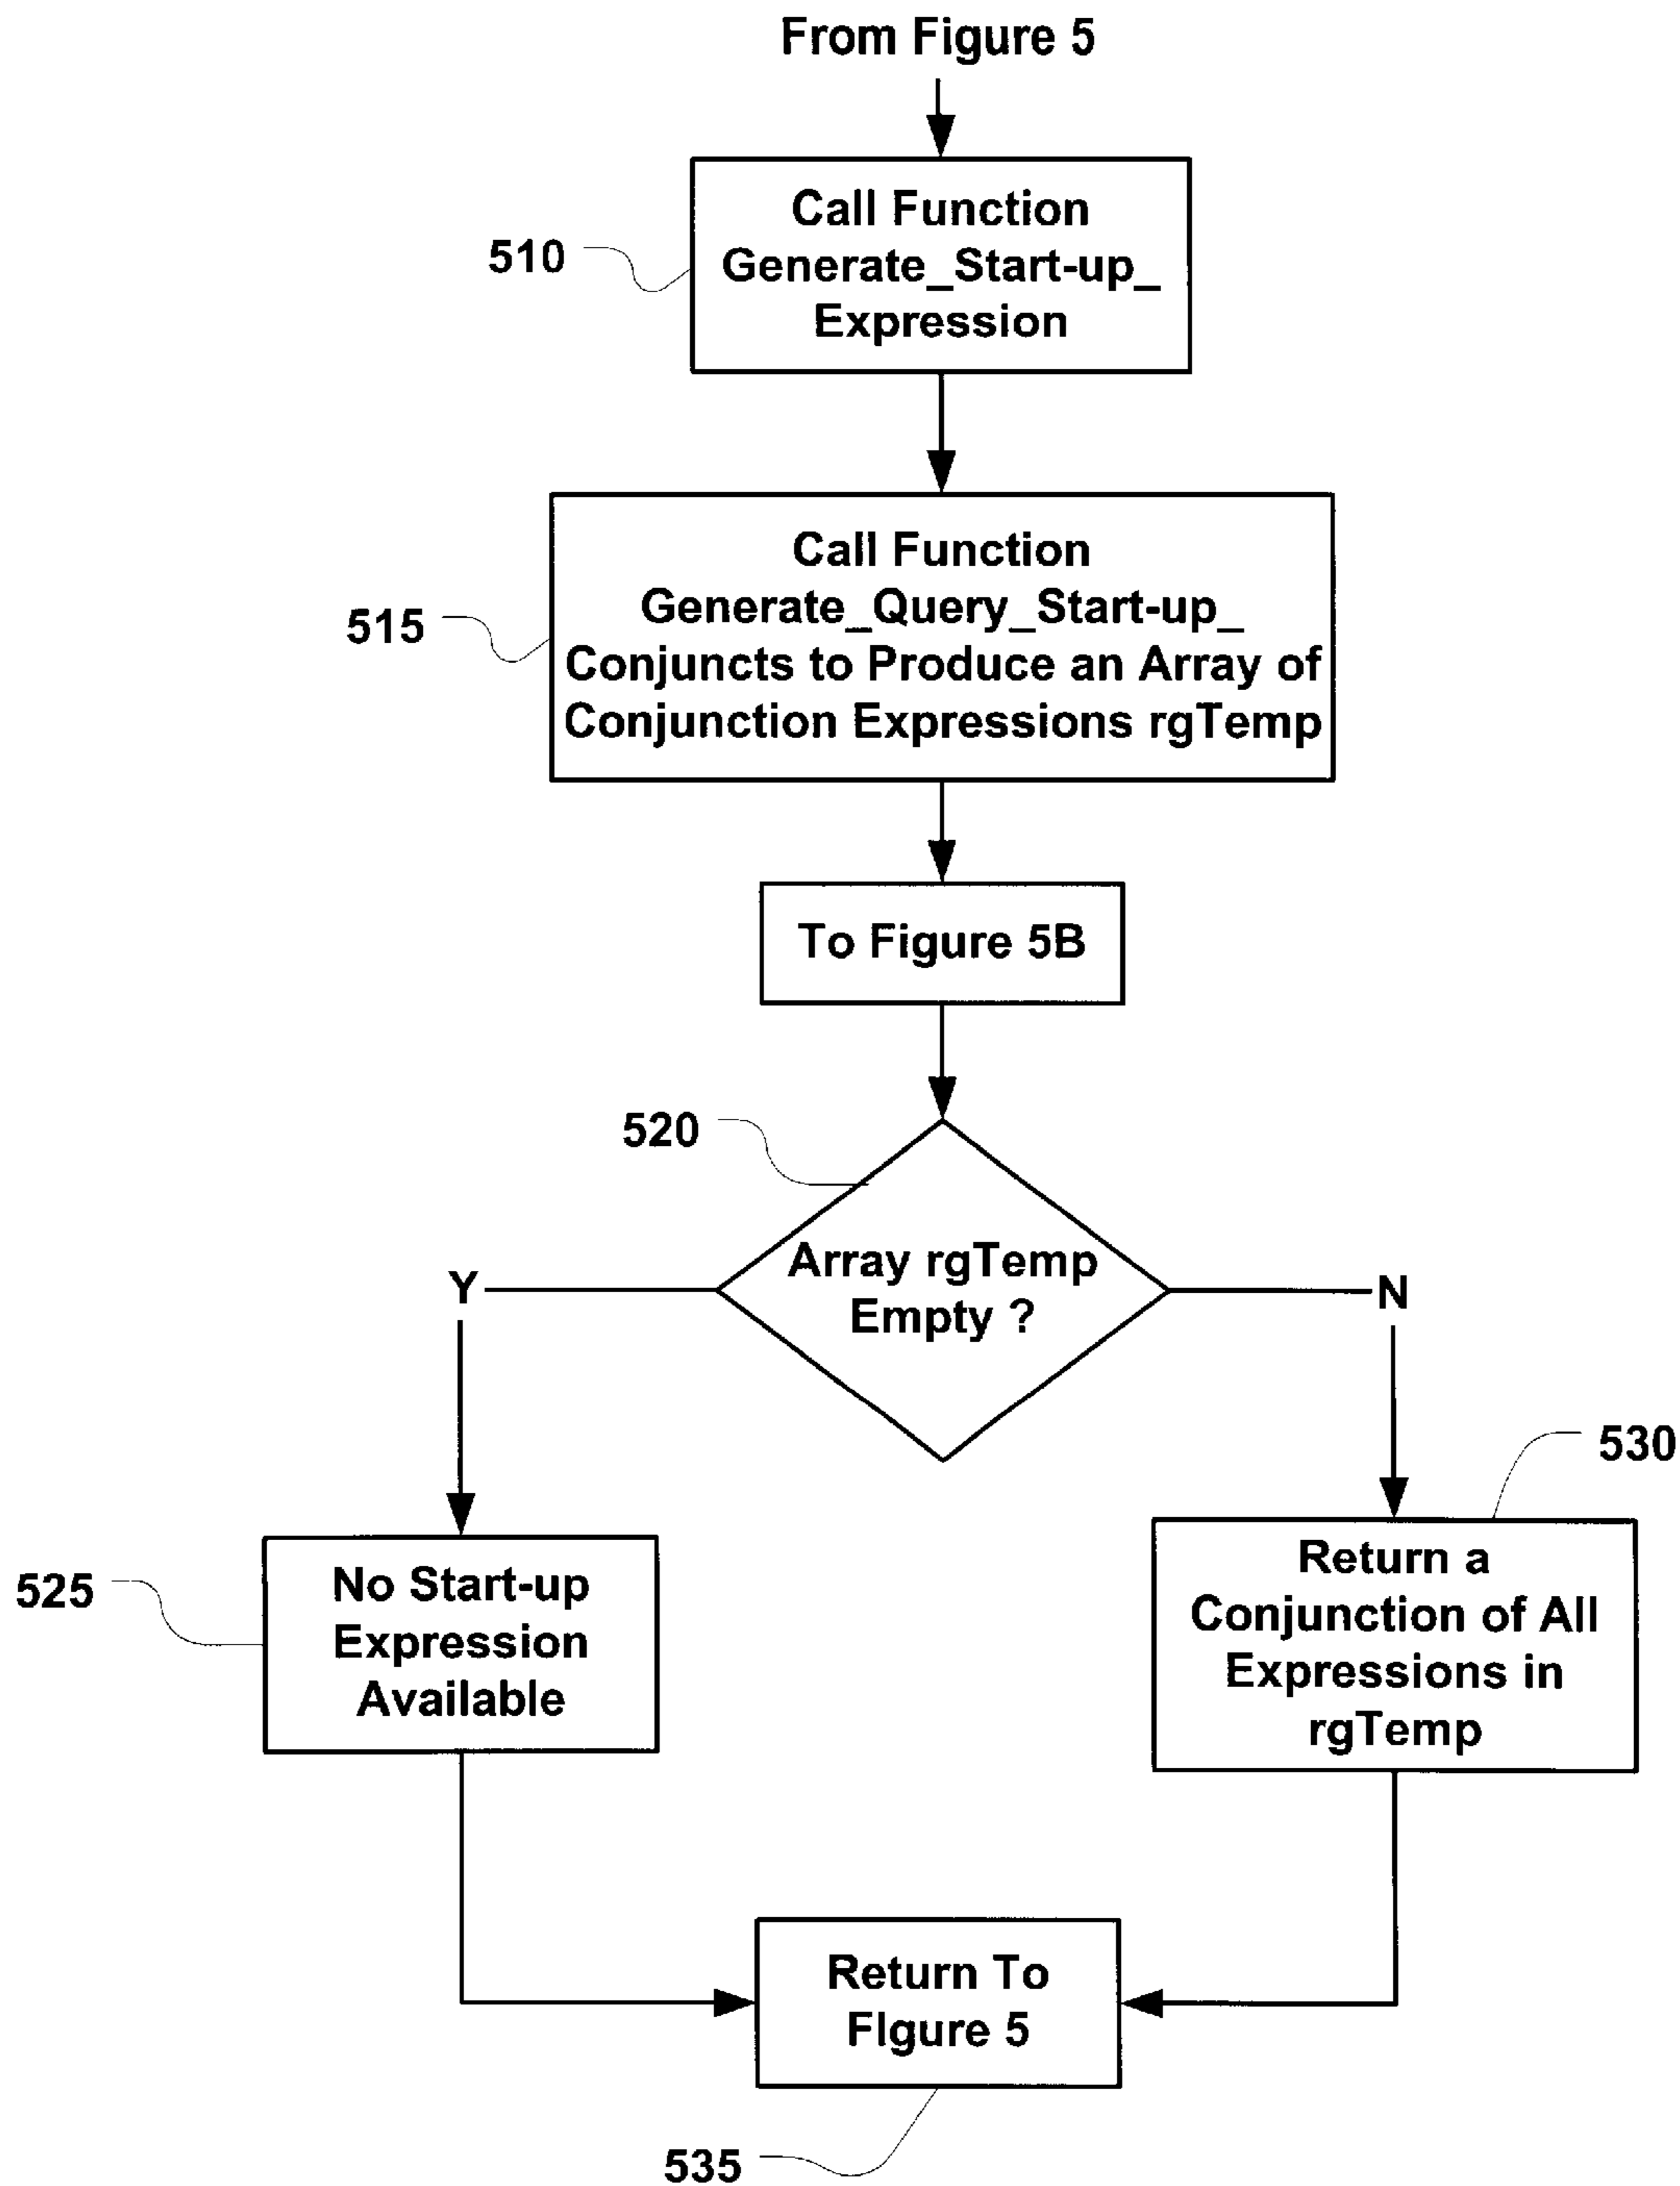 From Figure 5
Call Function
510
Generate_Start-up_
Expression
Call Function
Generate_Query_Start-up_
515
Conjuncts to Produce an Array of
Conjunction Expressions rgTemp
To Figure 5B
520
Array rgTemp
Empty ?
Y
N
530
No Start-up
Expression
Available
525
Return a
Conjunction of All
Expressions in
rgTemp
Return To
FIgure 5
535